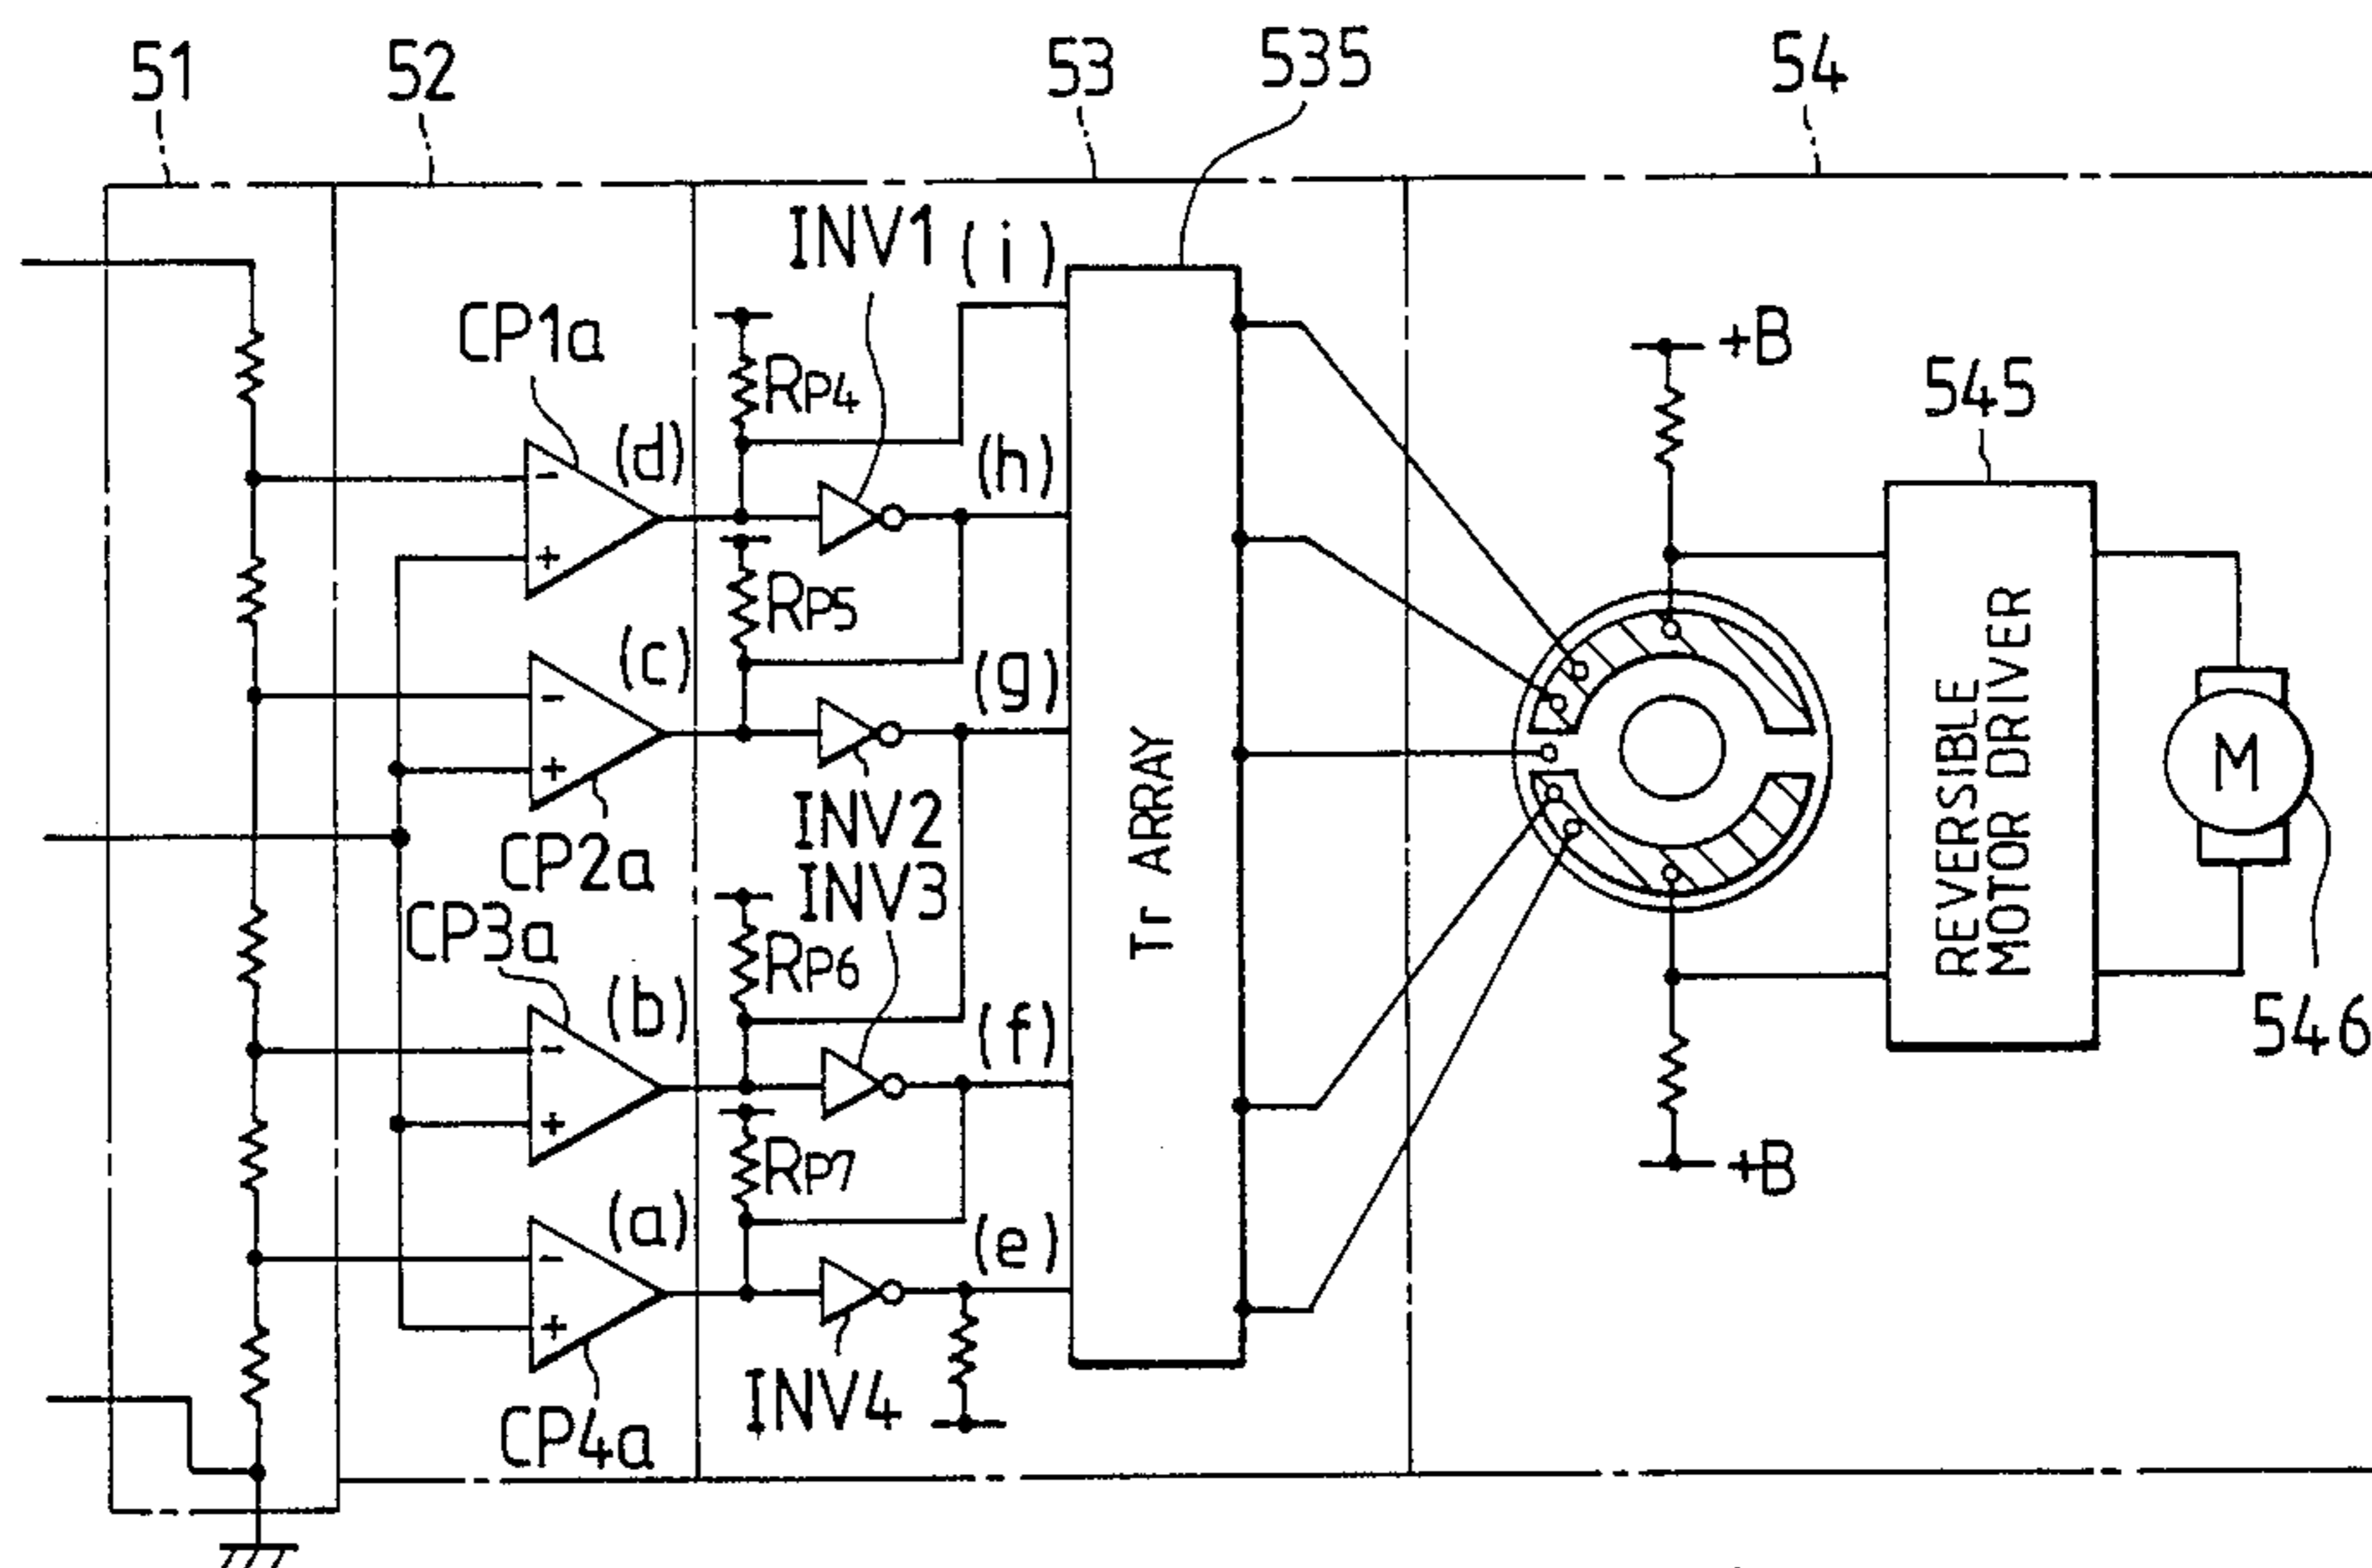 51
52
53
535
54
INV1
(i)
CP1a
RP4
+B
(d)
(h)
545
RP5
(c)
(g)
INV2
CP2a
INV3
CP3a
RP6
Tr ARRAY
REVERSIBLE
MOTOR DRIVER
M
(b)
(f)
546
RP7
+B
(a)
(e)
INV4
CP4a
-
+
-
+
-
+
-
+